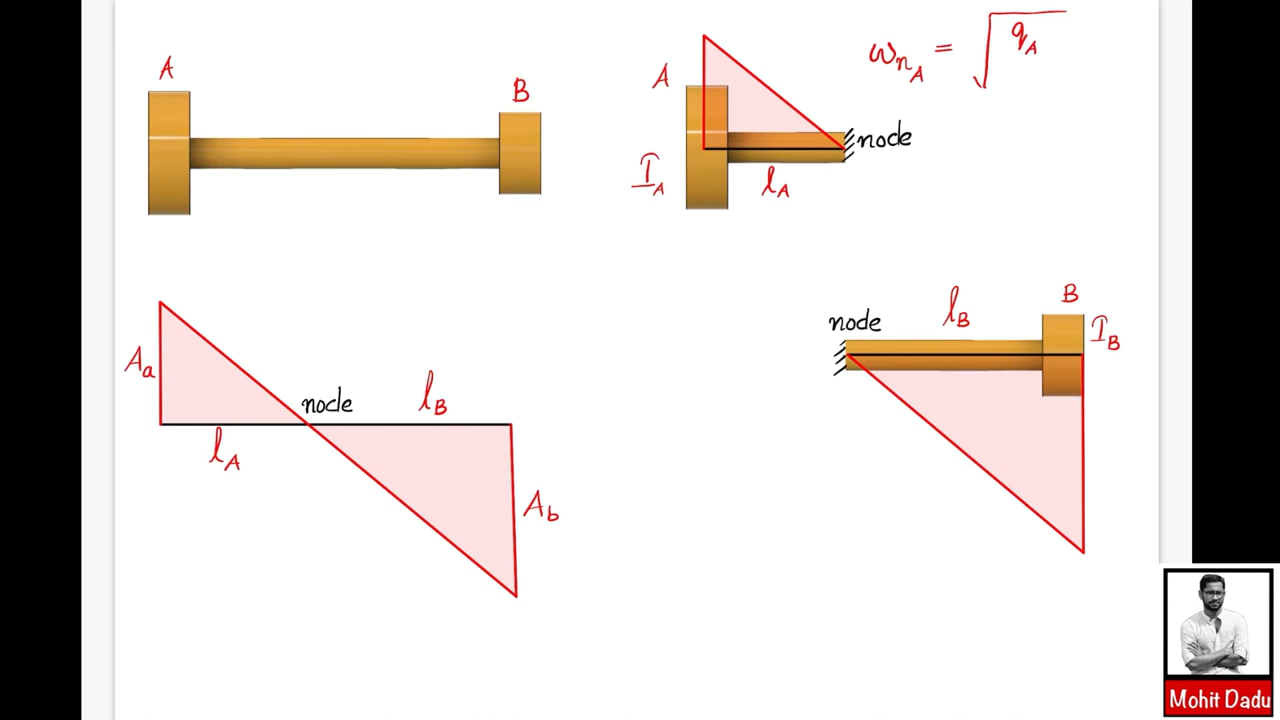 A
B
A
I_A
l_A
node
ω_nA = √q_A
node
l_B
B
I_B
A_a
node
l_A
l_B
A_b
Mohit Dadu